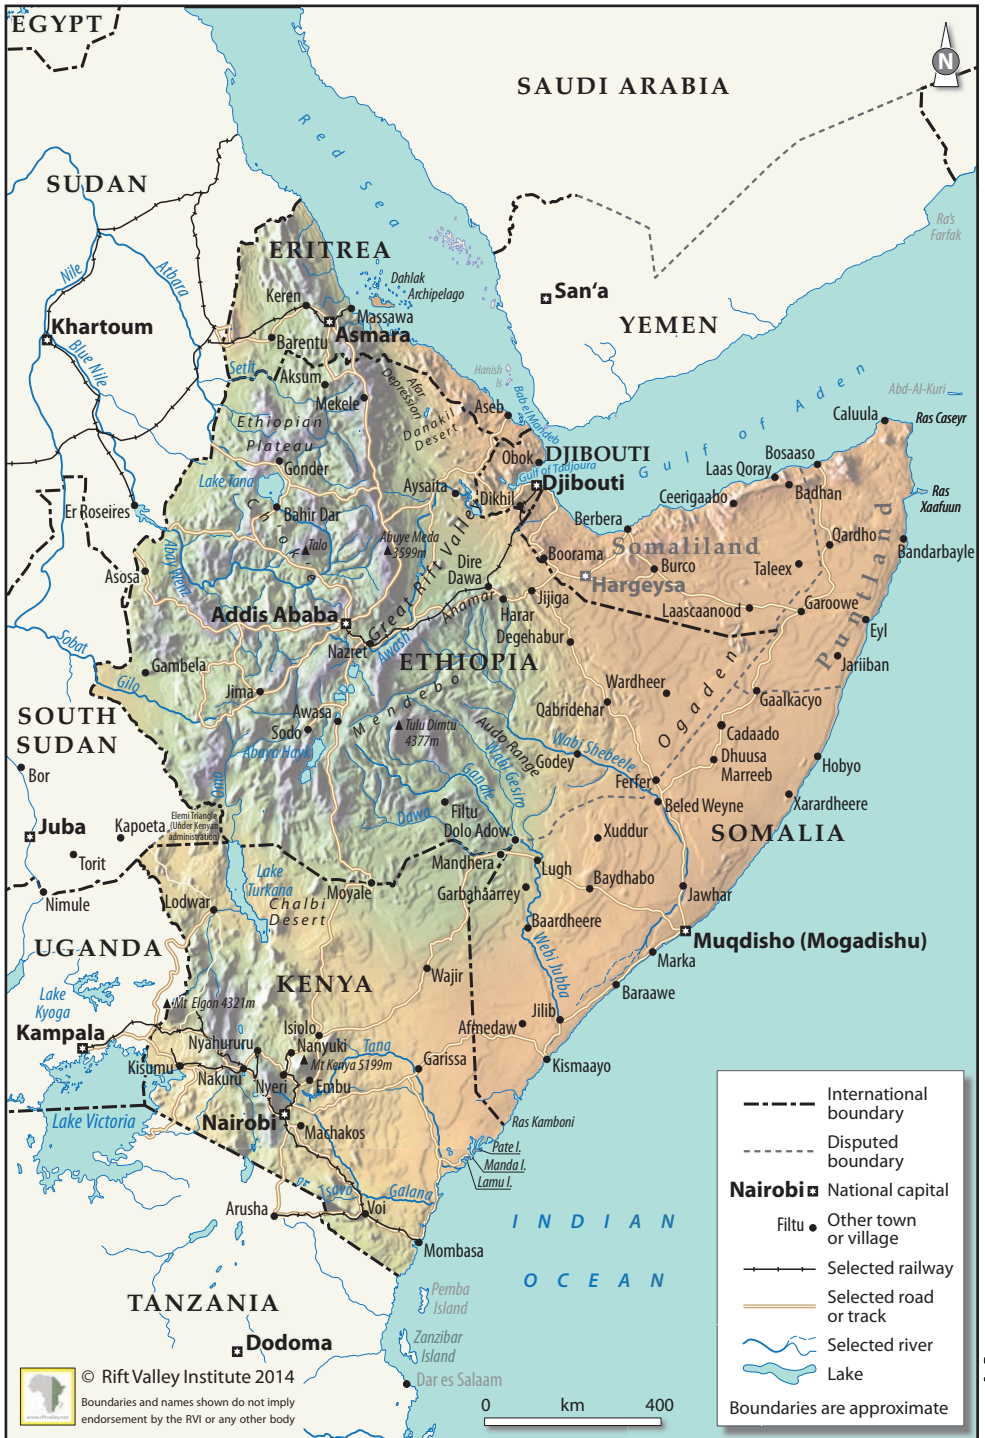 EGYPT
SAUDI ARABIA
N
Red Sea
SUDAN
Ra's
Farfak
ERITREA
Nile
Atbara
Dahlak
Archipelago
San'a
Keren
Massawa
YEMEN
Khartoum
Asmara
Barentu
Blue Nile
Setit
Aksum
Afar
Depression
Hanish
Is
Gulf of Aden
Abd-Al-Kuri
Mekele
Danakil
Desert
Aseb
Bab el Mandeb
Caluula
Ras Caseyr
Ethiopian
Plateau
Obok
DJIBOUTI
Bosaaso
Gonder
Gulf of Tadjoura
Laas Qoray
Lake Tana
Aysaita
Djibouti
Badhan
Ras
Xaafuun
Dikhil
Ceerigaabo
Er Roseires
Bahir Dar
Choke
Berbera
Qardho
Abuye Meda
3599m
Talo
Somaliland
Bandarbayle
Abay Wenz
Great Rift Valley
Boorama
Burco
Taleex
Asosa
Dire
Dawa
Hargeysa
Puntland
Addis Ababa
Ahamar
Harar
Jijiga
Laascaanood
Garoowe
Sobat
Nazret
Awash
Degehabur
Eyl
Gambela
ETHIOPIA
Jariiban
Gilo
Jima
Mendebo
Wardheer
Ogaden
Gaalkacyo
SOUTH
SUDAN
Awasa
Qabridehar
Sodo
Tulu Dimtu
4377m
Audo Range
Cadaado
Abaya Hayk
Wabi Shebeele
Godey
Dhuusa
Marreeb
Hobyo
Bor
Omo
Ganale
Wabi Gesiro
Ferfer
Filtu
Beled Weyne
Xarardheere
Juba
Kapoeta
Elemi Triangle
(Under Kenyan
administration)
Dawa
Dolo Adow
Xuddur
SOMALIA
Torit
Mandhera
Lugh
Lake
Turkana
Moyale
Garbahaarrey
Baydhabo
Jawhar
Nimule
Lodwar
Chalbi
Desert
Baardheere
UGANDA
Muqdisho (Mogadishu)
Webi Jubba
Marka
KENYA
Wajir
Lake
Kyoga
Mt Elgon 4321m
Baraawe
Jilib
Kampala
Isiolo
Afmedaw
Nyahururu
Nanyuki
Tana
Kisumu
Mt Kenya 5199m
Garissa
Kismaayo
Nakuru
Nyeri
Embu
International
boundary
Lake Victoria
Nairobi
Ras Kamboni
Machakos
Pate I.
Disputed
boundary
Manda I.
Lamu I.
Nairobi
National capital
Tsavo
Galana
Arusha
Voi
INDIAN
OCEAN
Filtu
Other town
or village
Mombasa
Selected railway
TANZANIA
Pemba
Island
Selected road
or track
Dodoma
Zanzibar
Island
Selected river
Lake
© Rift Valley Institute 2014
Dar es Salaam
Boundaries and names shown do not imply
endorsement by the RVI or any other body
www.riftvalley.net
0 km 400
Boundaries are approximate